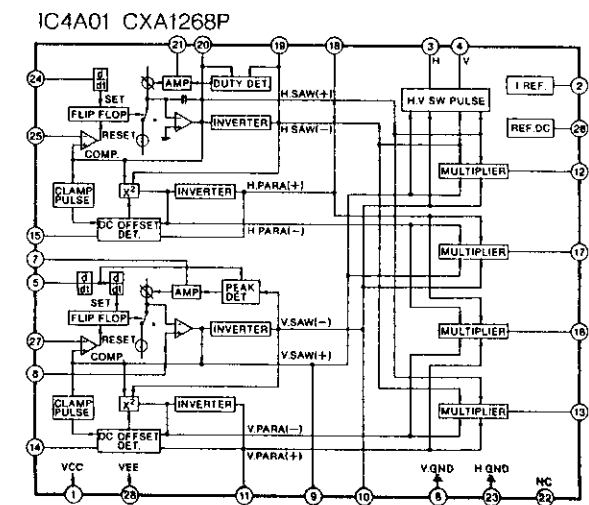 IC4A01 CXA1268P
21 20 19 18 3 4
H V
24 d/dt AMP DUTY DET. I REF. 2
SET H.SAW(+) H.V SW PULSE
FLIP FLOP INVERTER REF.DC 26
25 RESET H.SAW(-)
COMP. MULTIPLIER 12
CLAMP PULSE X² INVERTER H.PARA(+)
15 DC OFFSET DET. H.PARA(-)
MULTIPLIER 17
7
5 d/dt d/dt AMP PEAK DET
SET
FLIP FLOP INVERTER V.SAW(-)
27 RESET V.SAW(+) MULTIPLIER 16
COMP.
8
CLAMP PULSE X² INVERTER MULTIPLIER 13
V.PARA(-)
14 DC OFFSET DET. V.PARA(+)
VCC VEE V.GND H.GND NC
1 28 11 9 10 6 23 22